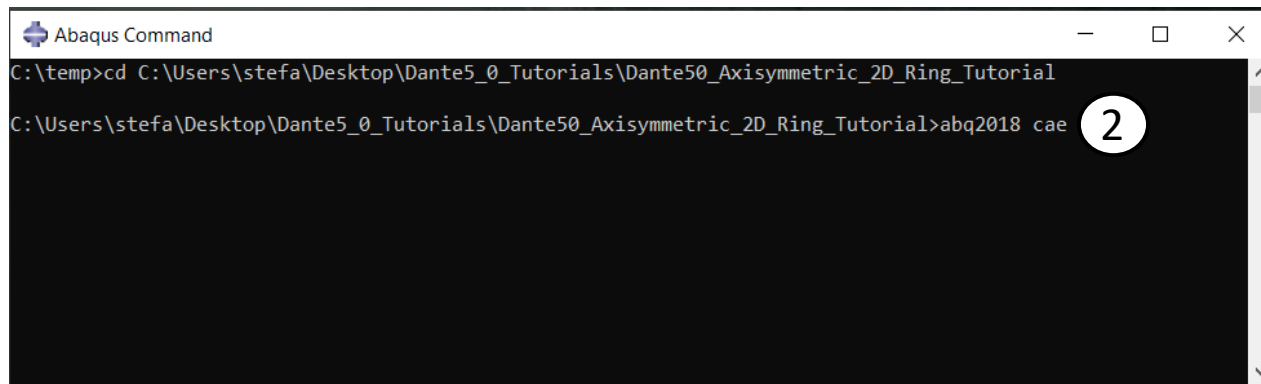 Abaqus Command
C:\temp>cd C:\Users\stefa\Desktop\Dante5_0_Tutorials\Dante50_Axisymmetric_2D_Ring_Tutorial
C:\Users\stefa\Desktop\Dante5_0_Tutorials\Dante50_Axisymmetric_2D_Ring_Tutorial>abq2018 cae 2